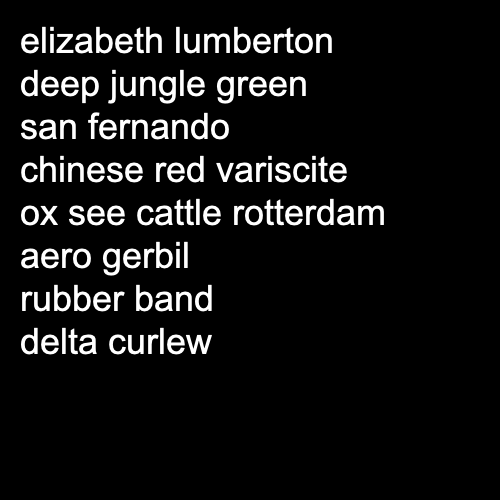 elizabeth lumberton
deep jungle green
san fernando
chinese red variscite
ox see cattle rotterdam
aero gerbil
rubber band
delta curlew